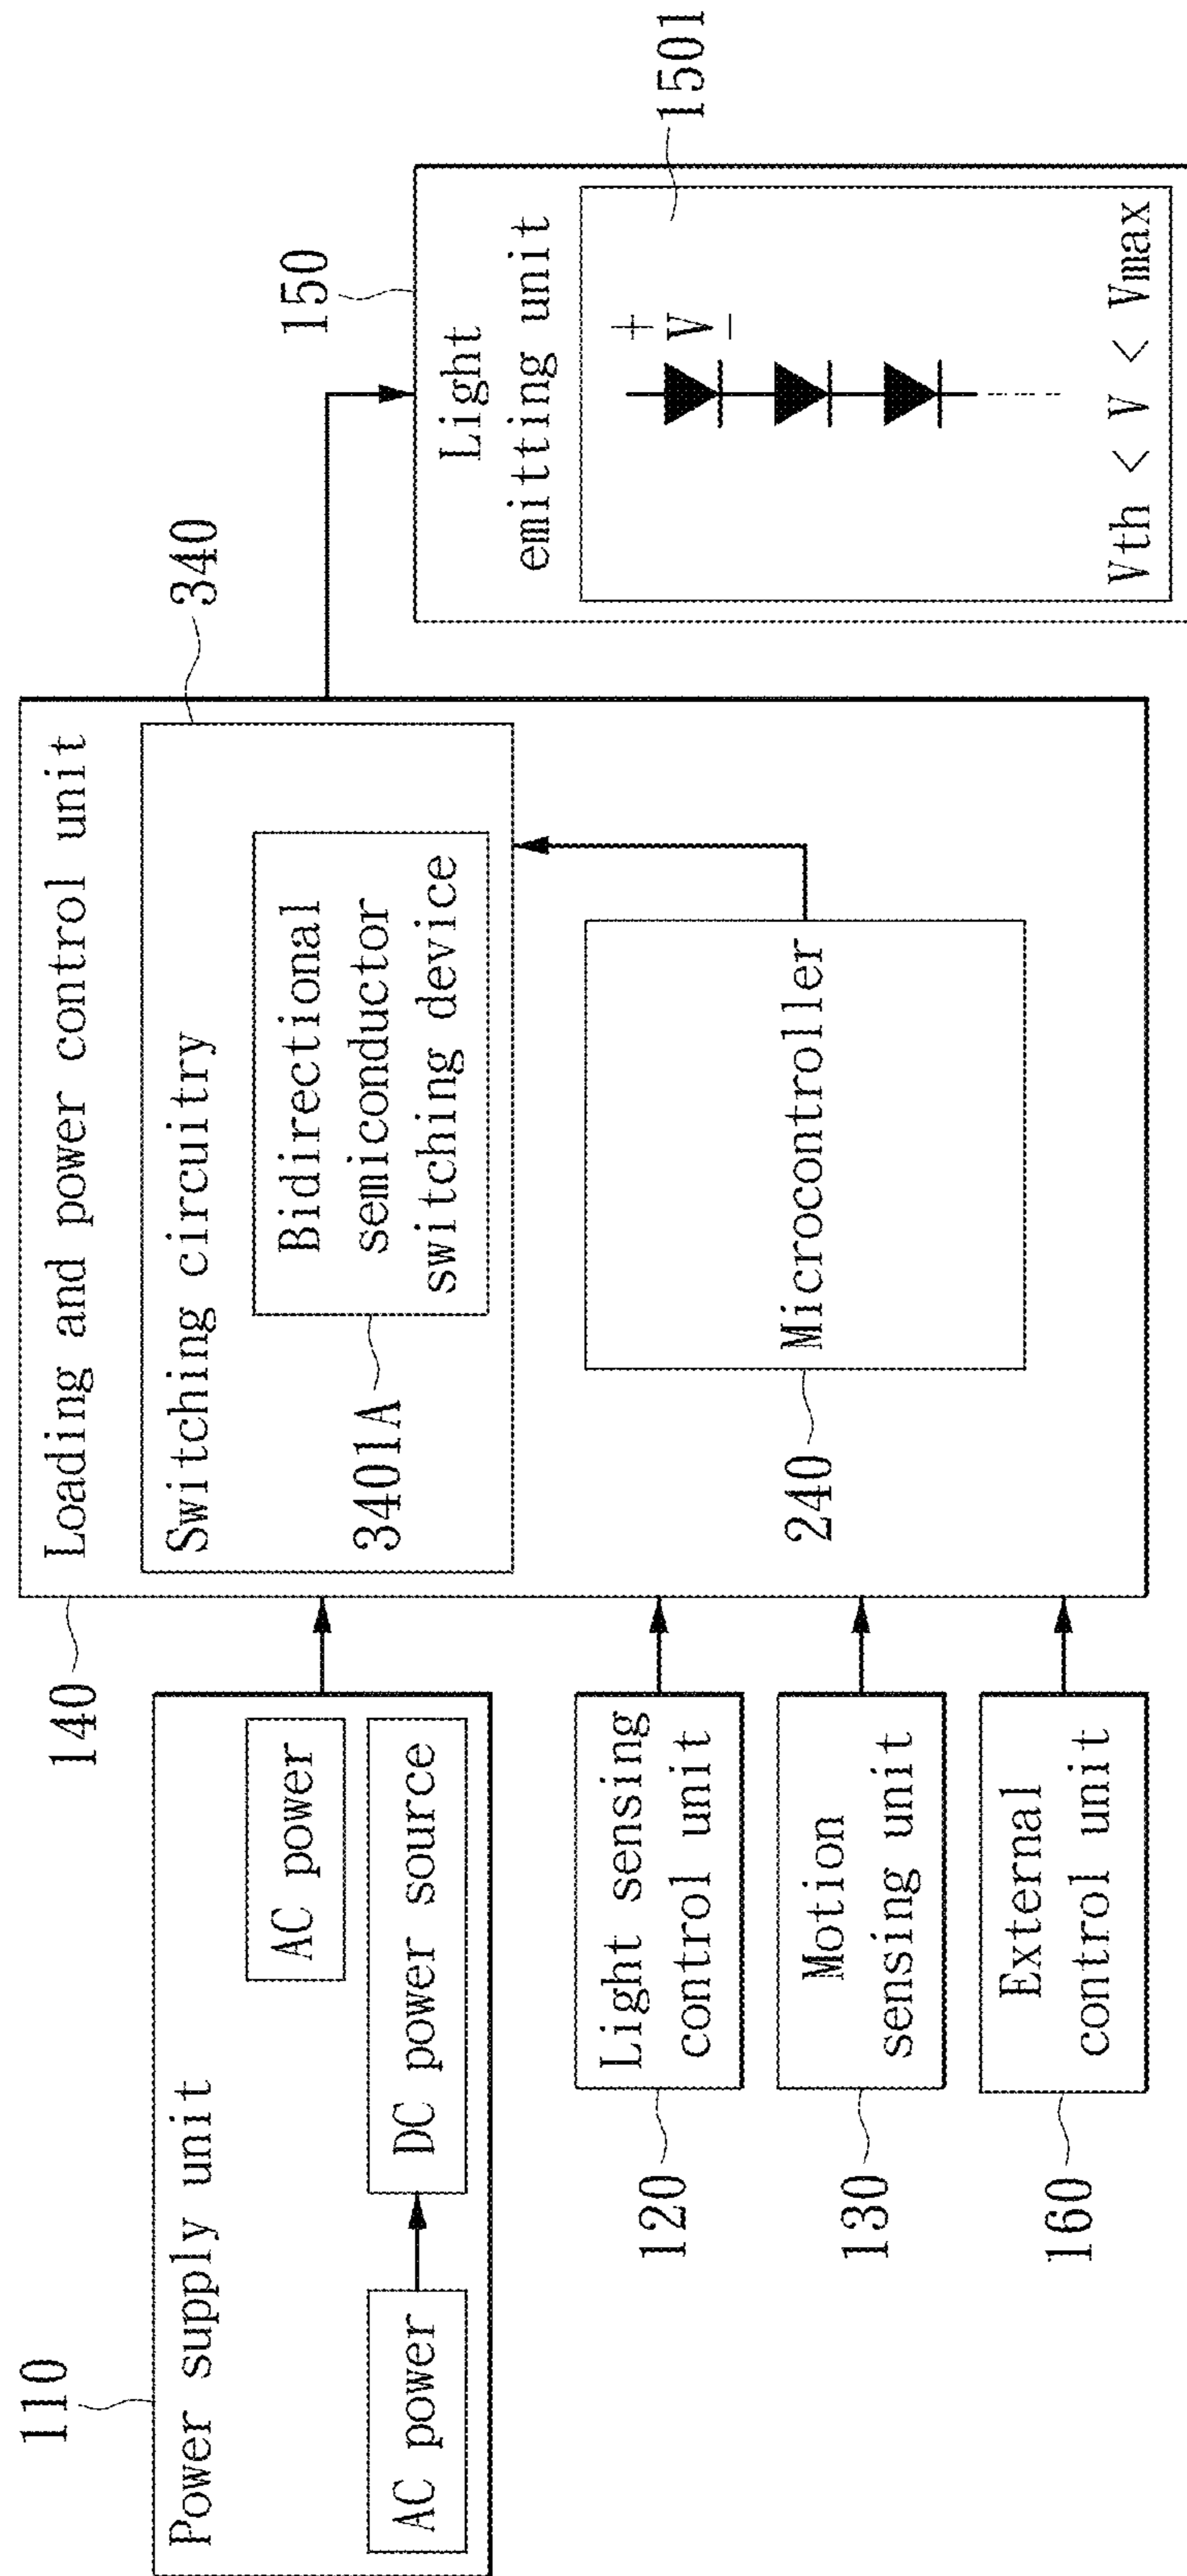 110
Power supply unit
AC power
AC power
DC power source
120
Light sensing
control unit
130
Motion
sensing unit
160
External
control unit
140
Loading and power control unit
340
Switching circuitry
3401A
Bidirectional
semiconductor
switching device
240
Microcontroller
150
Light
emitting unit
1501
+
V
−
Vth < V < Vmax